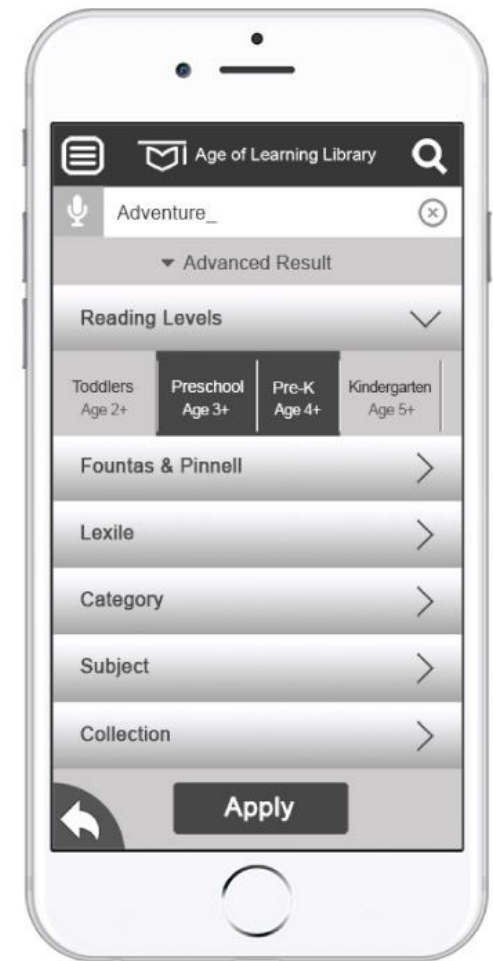 Age of Learning Library
Adventure_
Advanced Result
Reading Levels
Toddlers Preschool Pre-K Kindergarten
Age 2+ Age 3+ Age 4+ Age 5+
Fountas & Pinnell
Lexile
Category
Subject
Collection
Apply